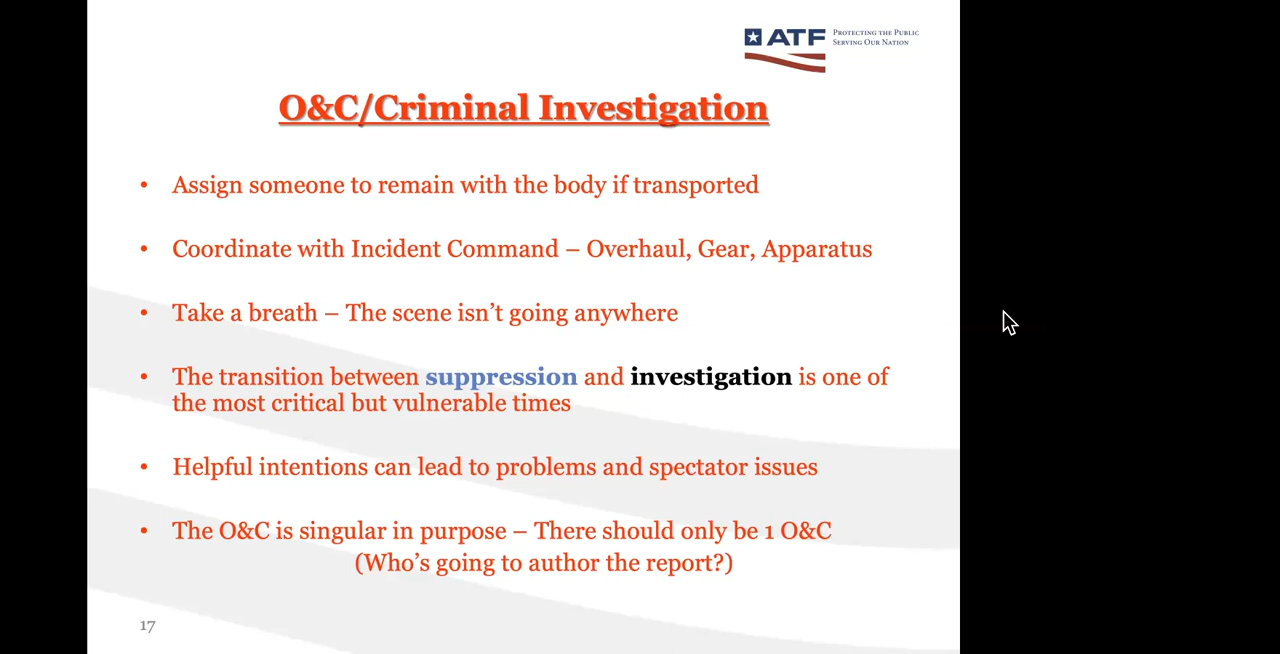 ATF
PROTECTING THE PUBLIC
SERVING OUR NATION
O&C/Criminal Investigation
• Assign someone to remain with the body if transported
• Coordinate with Incident Command – Overhaul, Gear, Apparatus
• Take a breath – The scene isn’t going anywhere
• The transition between suppression and investigation is one of
the most critical but vulnerable times
• Helpful intentions can lead to problems and spectator issues
• The O&C is singular in purpose – There should only be 1 O&C
(Who’s going to author the report?)
17